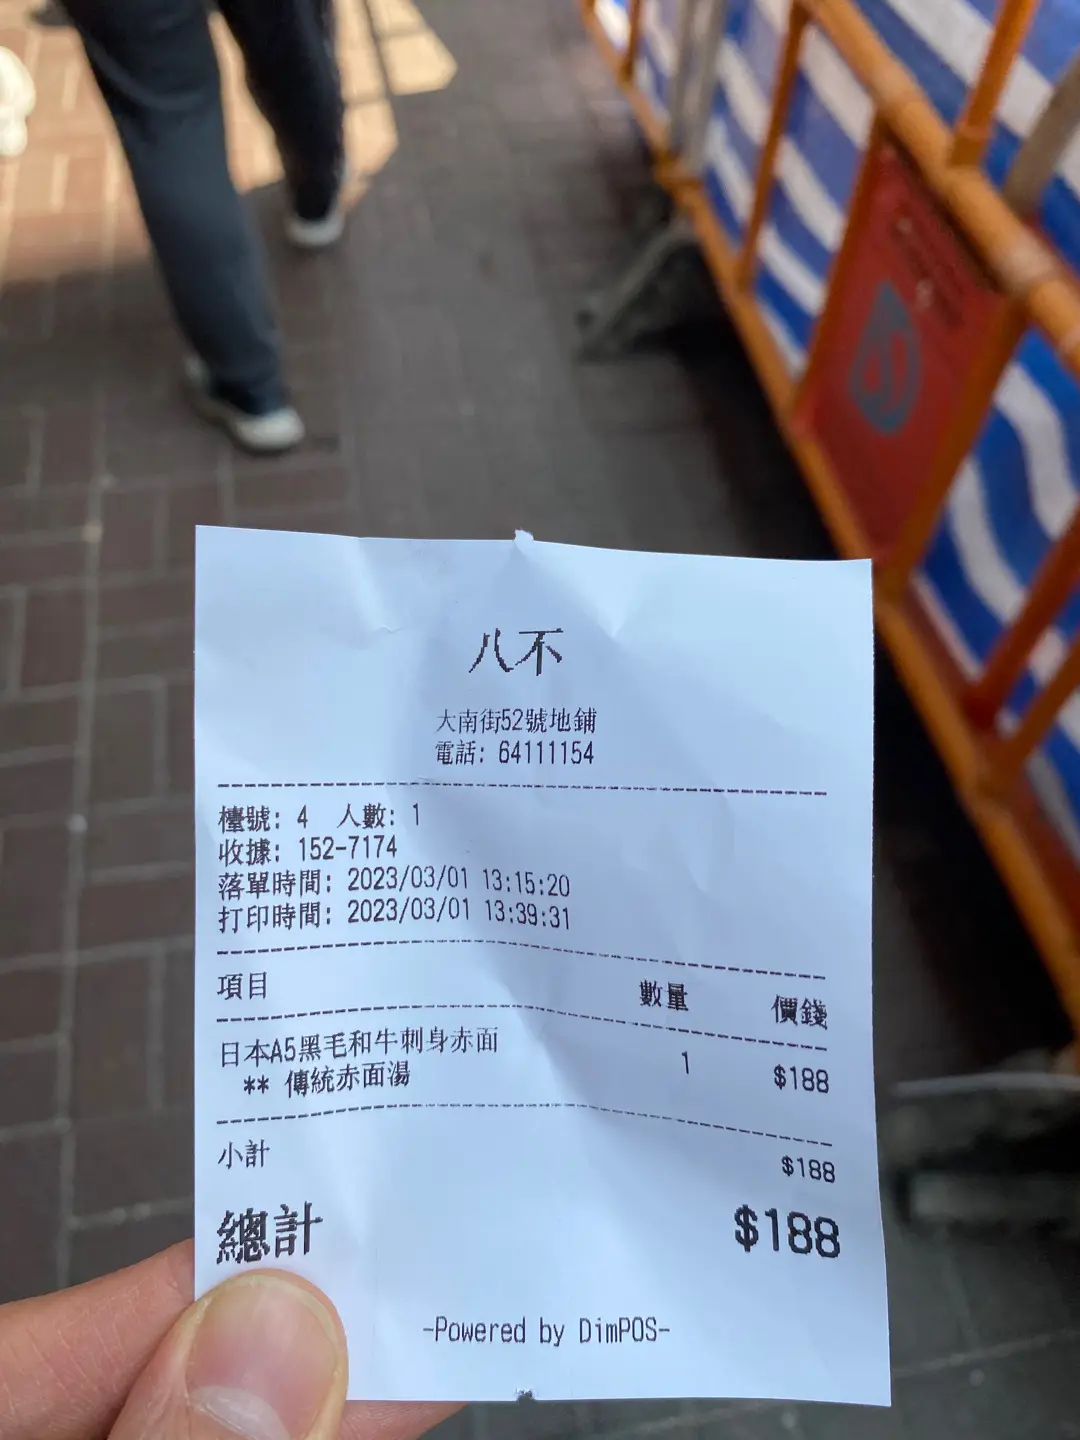 八不
大南街52號地鋪
電話: 64111154
檯號: 4 人數: 1
收據: 152-7174
落單時間: 2023/03/01 13:15:20
打印時間: 2023/03/01 13:39:31
項目 數量 價錢
日本A5黑毛和牛刺身赤面 1 $188
** 傳統赤面湯
小計 $188
總計 $188
-Powered by DimPOS-